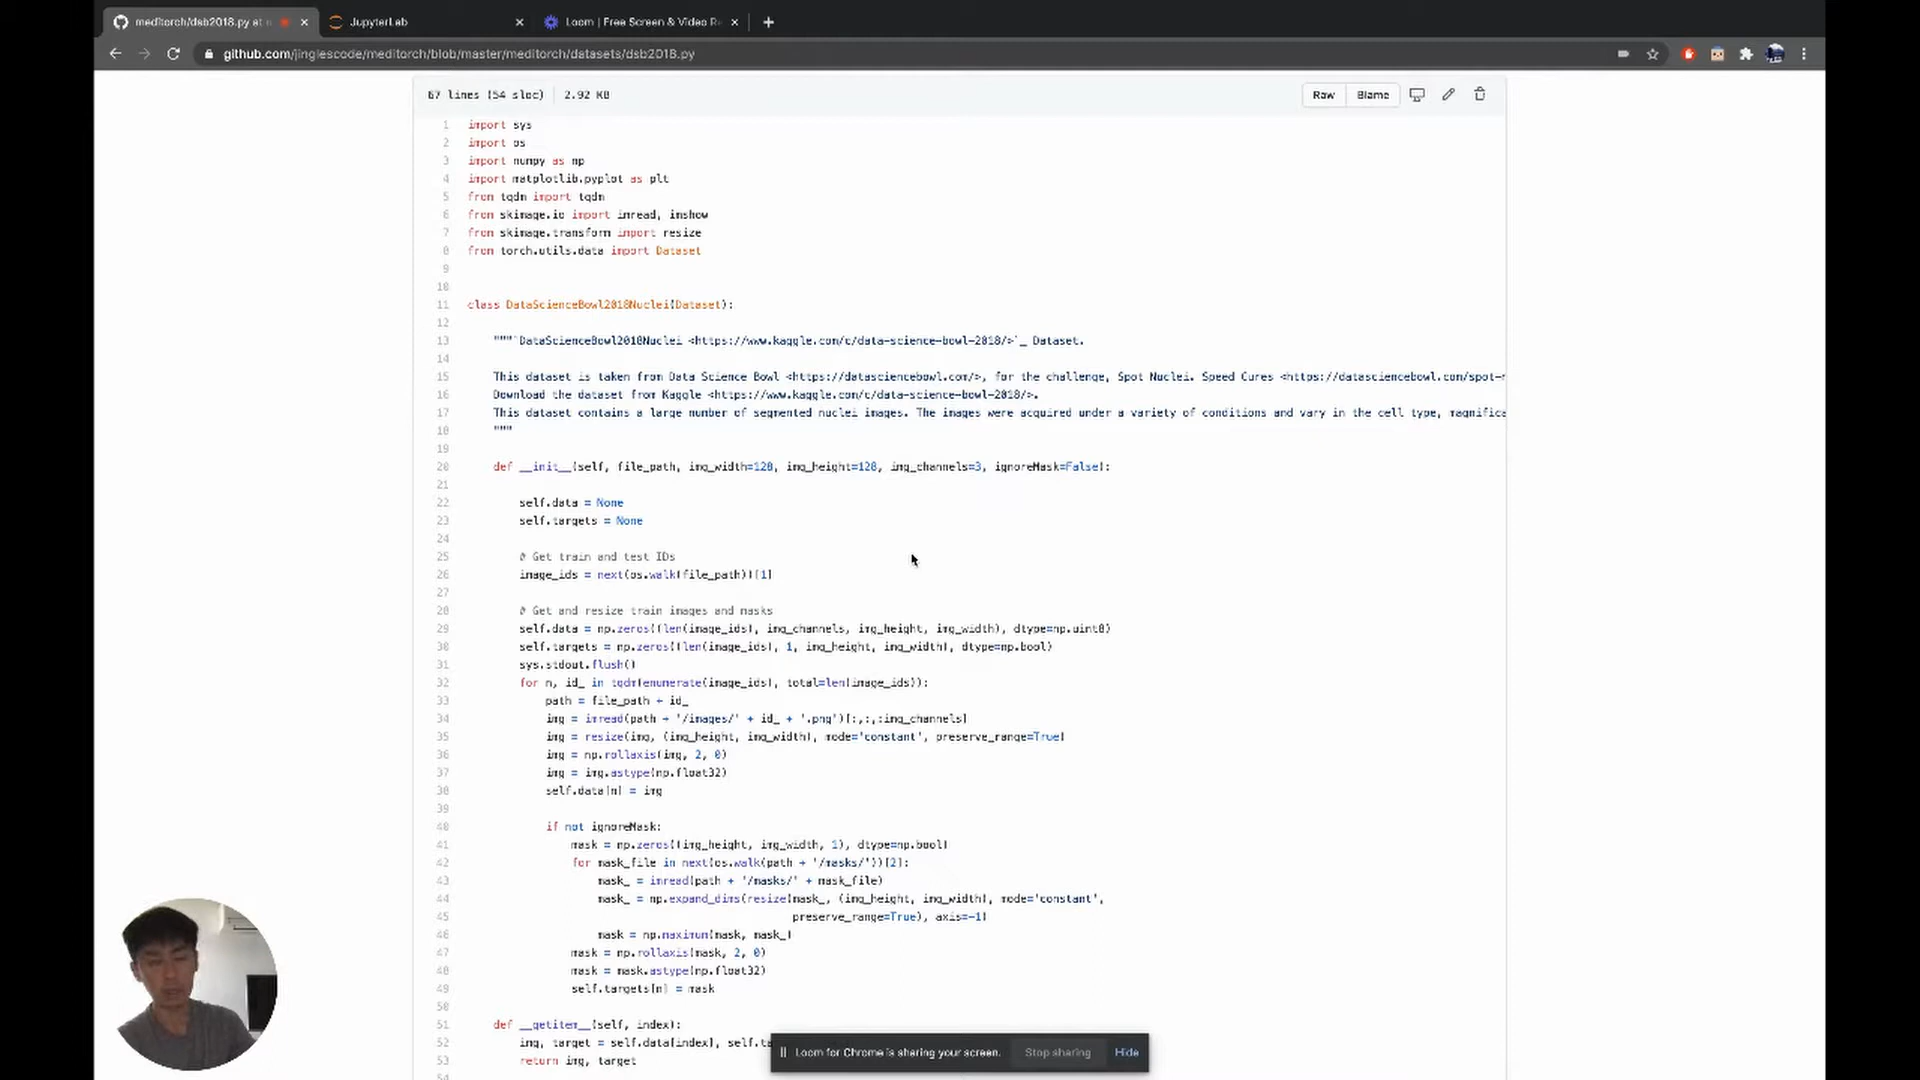 meditorch/dsb2018.py at m
JupyterLab
Loom | Free Screen & Video Re
github.com/jinglescode/meditorch/blob/master/meditorch/datasets/dsb2018.py
67 lines (54 sloc) 2.92 KB
Raw Blame
1 import sys
2 import os
3 import numpy as np
4 import matplotlib.pyplot as plt
5 from tqdm import tqdm
6 from skimage.io import imread, imshow
7 from skimage.transform import resize
8 from torch.utils.data import Dataset
9
10
11 class DataScienceBowl2018Nuclei(Dataset):
12
13 """`DataScienceBowl2018Nuclei <https://www.kaggle.com/c/data-science-bowl-2018/>`_ Dataset.
14
15 This dataset is taken from Data Science Bowl <https://datasciencebowl.com/>, for the challenge, Spot Nuclei. Speed Cures <https://datasciencebowl.com/spot-n
16 Download the dataset from Kaggle <https://www.kaggle.com/c/data-science-bowl-2018/>.
17 This dataset contains a large number of segmented nuclei images. The images were acquired under a variety of conditions and vary in the cell type, magnifica
18 """
19
20 def __init__(self, file_path, img_width=128, img_height=128, img_channels=3, ignoreMask=False):
21
22 self.data = None
23 self.targets = None
24
25 # Get train and test IDs
26 image_ids = next(os.walk(file_path))[1]
27
28 # Get and resize train images and masks
29 self.data = np.zeros((len(image_ids), img_channels, img_height, img_width), dtype=np.uint8)
30 self.targets = np.zeros((len(image_ids), 1, img_height, img_width), dtype=np.bool)
31 sys.stdout.flush()
32 for n, id_ in tqdm(enumerate(image_ids), total=len(image_ids)):
33 path = file_path + id_
34 img = imread(path + '/images/' + id_ + '.png')[:,:,:img_channels]
35 img = resize(img, (img_height, img_width), mode='constant', preserve_range=True)
36 img = np.rollaxis(img, 2, 0)
37 img = img.astype(np.float32)
38 self.data[n] = img
39
40 if not ignoreMask:
41 mask = np.zeros((img_height, img_width, 1), dtype=np.bool)
42 for mask_file in next(os.walk(path + '/masks/'))[2]:
43 mask_ = imread(path + '/masks/' + mask_file)
44 mask_ = np.expand_dims(resize(mask_, (img_height, img_width), mode='constant',
45 preserve_range=True), axis=-1)
46 mask = np.maximum(mask, mask_)
47 mask = np.rollaxis(mask, 2, 0)
48 mask = mask.astype(np.float32)
49 self.targets[n] = mask
50
51 def __getitem__(self, index):
52 img, target = self.data[index], self.ta
53 return img, target
54
Loom for Chrome is sharing your screen. Stop sharing Hide